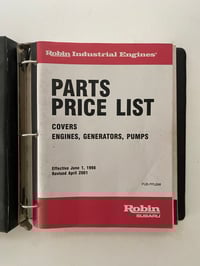 Robin Industrial Engines
PARTS
PRICE LIST
COVERS
ENGINES, GENERATORS, PUMPS
Effective June 1, 1998
Revised April 2001
Robin
SUBARU